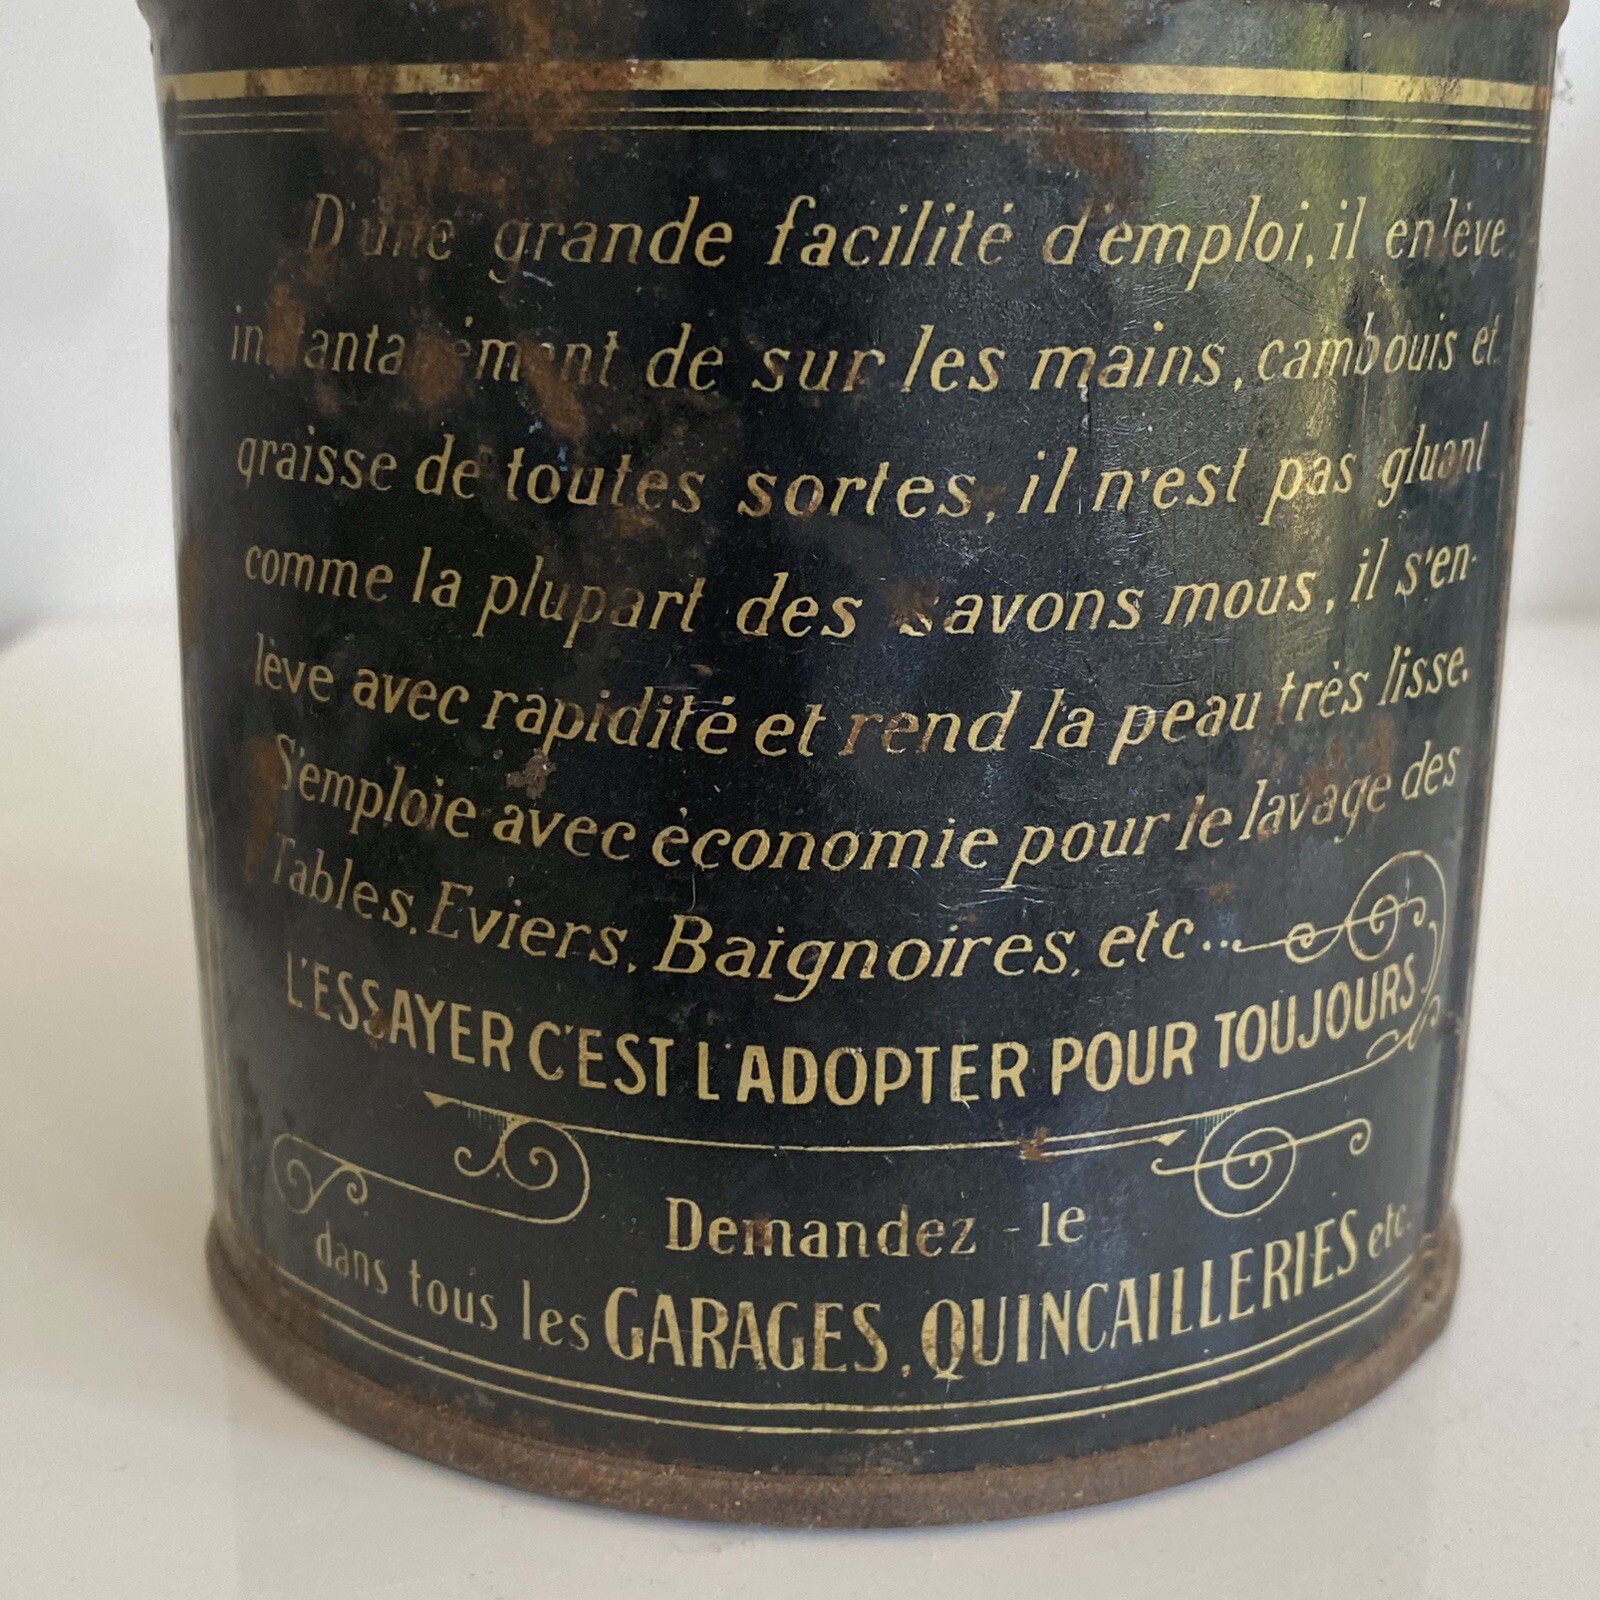 D'une grande facilité d'emploi, il enlève
instantanément de sur les mains, cambouis et
graisse de toutes sortes, il n'est pas gluant
comme la plupart des savons mous, il s'en-
lève avec rapidité et rend la peau très lisse.
S'emploie avec èconomie pour le lavage des
Tables, Eviers, Baignoires, etc...
L'ESSAYER C'EST L'ADOPTER POUR TOUJOURS
Demandez - le
dans tous les GARAGES, QUINCAILLERIES etc.